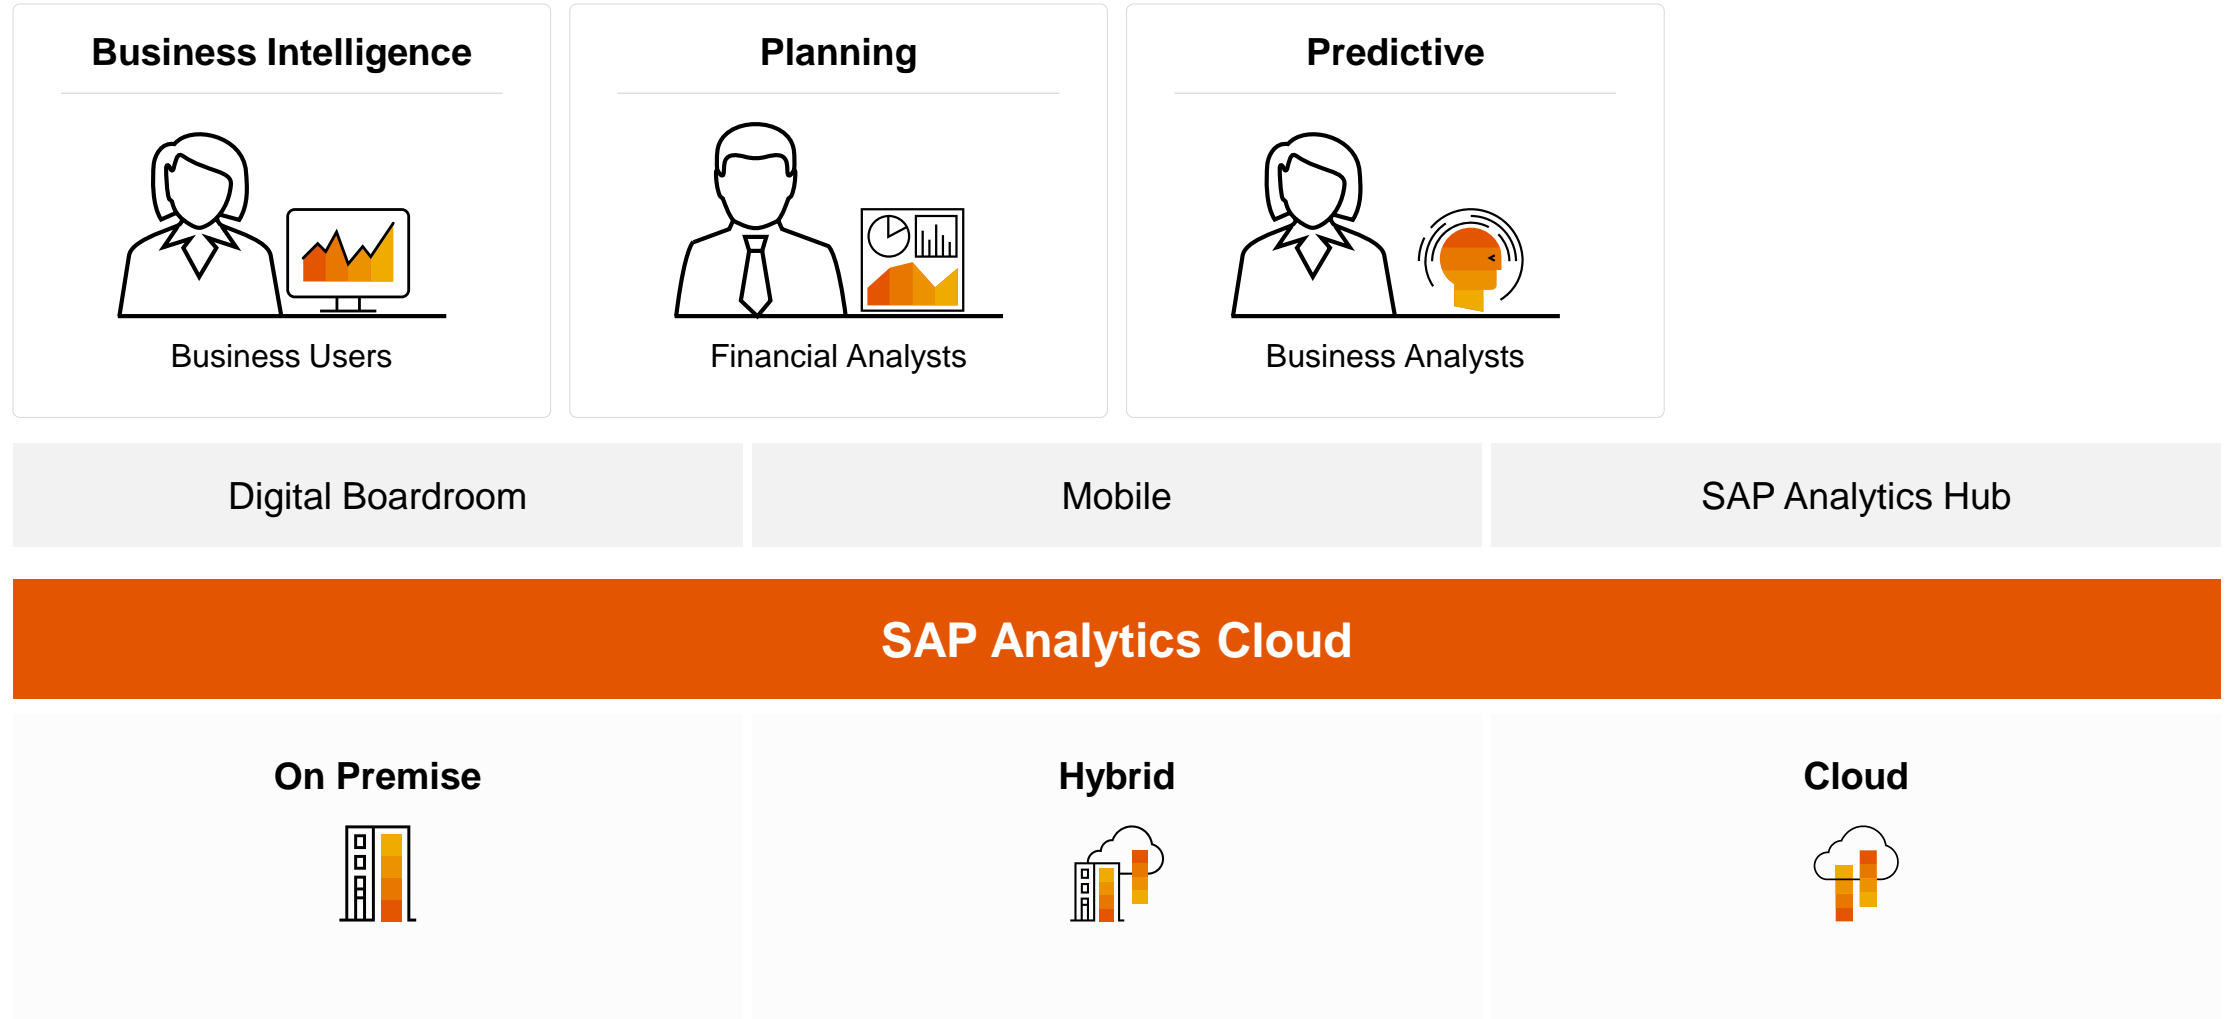 Business Intelligence
Planning
Predictive
Business Users
Financial Analysts
Business Analysts
Digital Boardroom
Mobile
SAP Analytics Hub
SAP Analytics Cloud
On Premise
Hybrid
Cloud